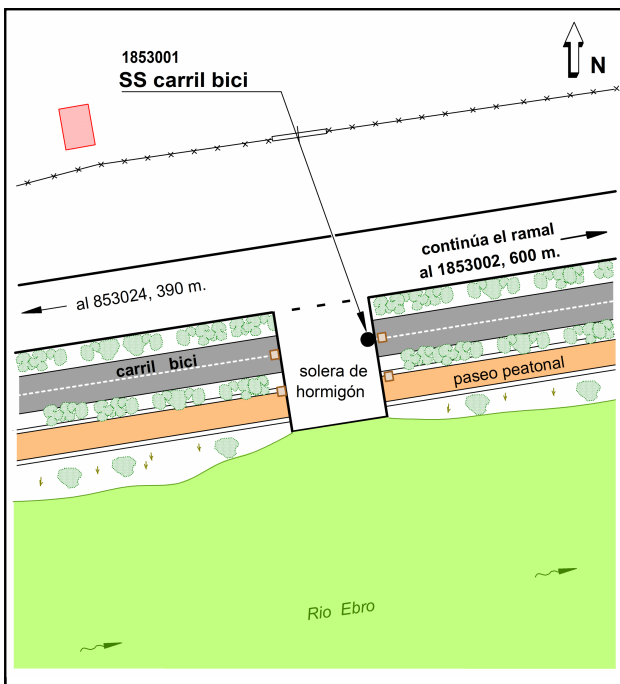 1853001
SS carril bici
N
continúa el ramal
al 1853002, 600 m.
al 853024, 390 m.
carril bici
solera de
hormigón
paseo peatonal
Rio Ebro